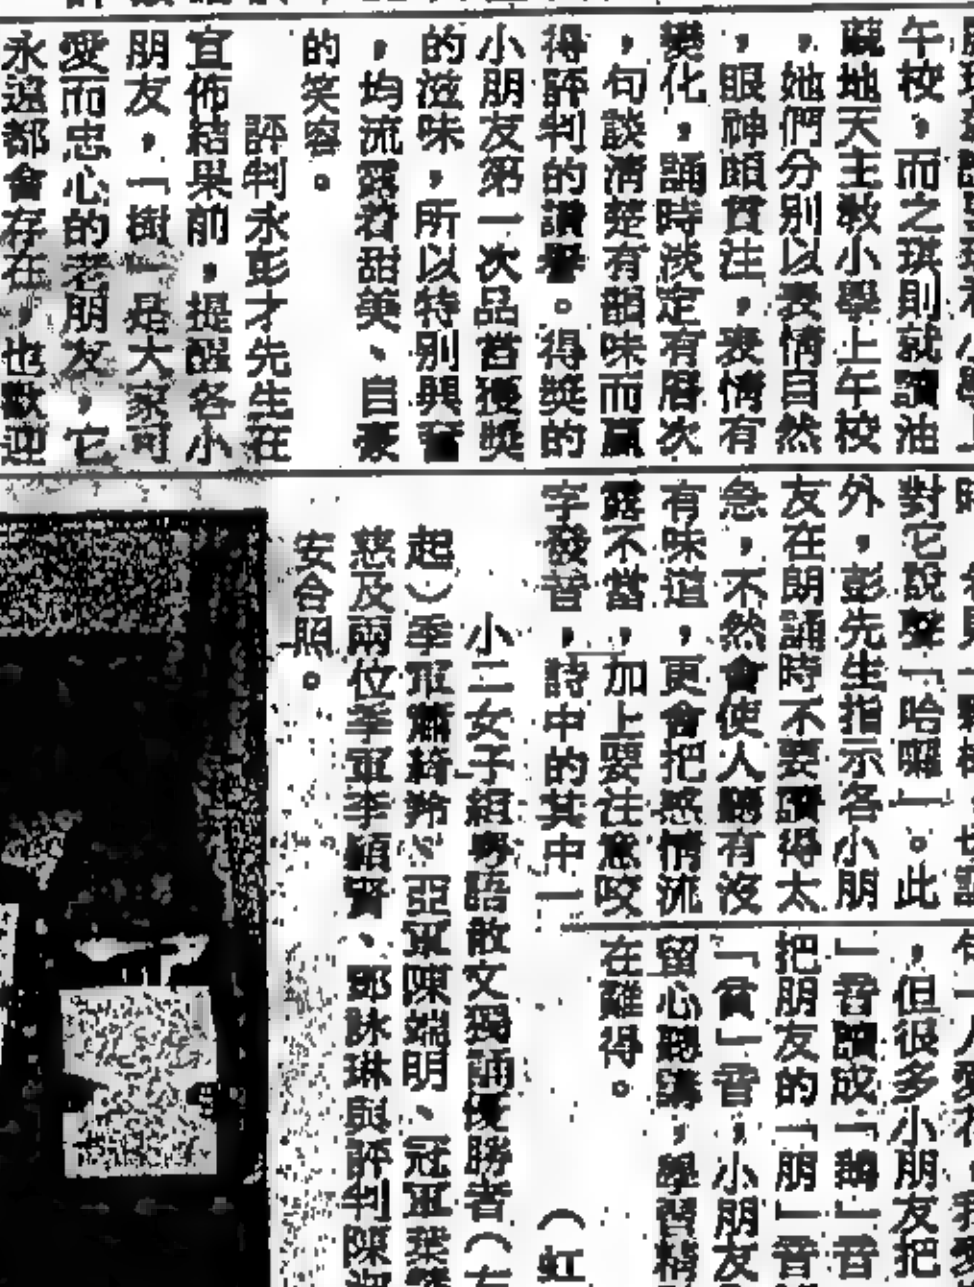 午校，而之琪則就讀油
蔴地天主教小學上午校
，她們分別以表情自然
，眼神頗貫注，表情有
變化，誦時淡定有層次
，句談清楚有韻味而贏
得評判的讚譽。得獎的
小朋友第一次品嘗獲獎
的滋味，所以特別興奮
，均流露着甜美、自豪
的笑容。
評判永彭才先生在
宣佈結果前，提醒各小
朋友，「樹」是大家可
愛而忠心的老朋友，它
永遠都會存在，也歡迎
對它說聲「哈囉」。此
外，彭先生指示各小朋
友在朗誦時不要讀得太
急，不然會使人聽有沒
有味道，更會把感情流
露不當，加上要注意咬
字發音，詩中的其中一
，但很多小朋友把
」音讀成「鵝」音
把朋友的「朋」音
「貧」音，小朋友
留心聽講，學習
在難得。
（虹
小二女子組粵語散文獨誦優勝者（左
起）季軍蕭綺羚、亞軍陳端明、冠軍葉
慈及兩位季軍李穎賢、鄧詠琳與評判陳
安合照。